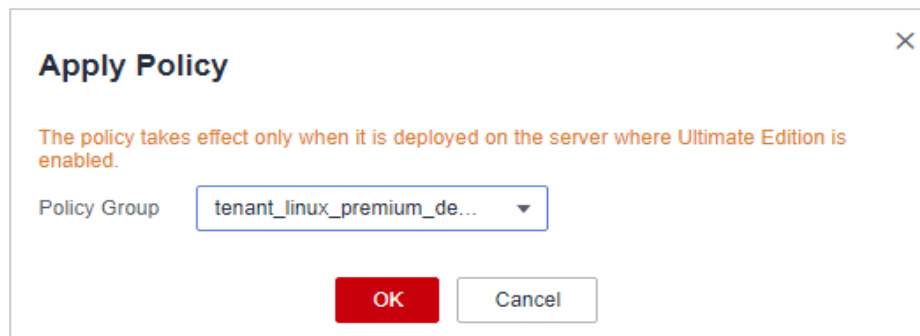 Apply Policy
The policy takes effect only when it is deployed on the server where Ultimate Edition is
enabled.
Policy Group tenant_linux_premium_de...
OK Cancel